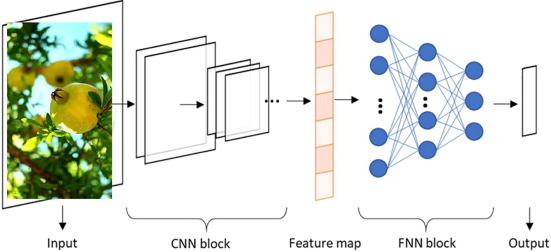 Input
CNN block
Feature map
FNN block
Output